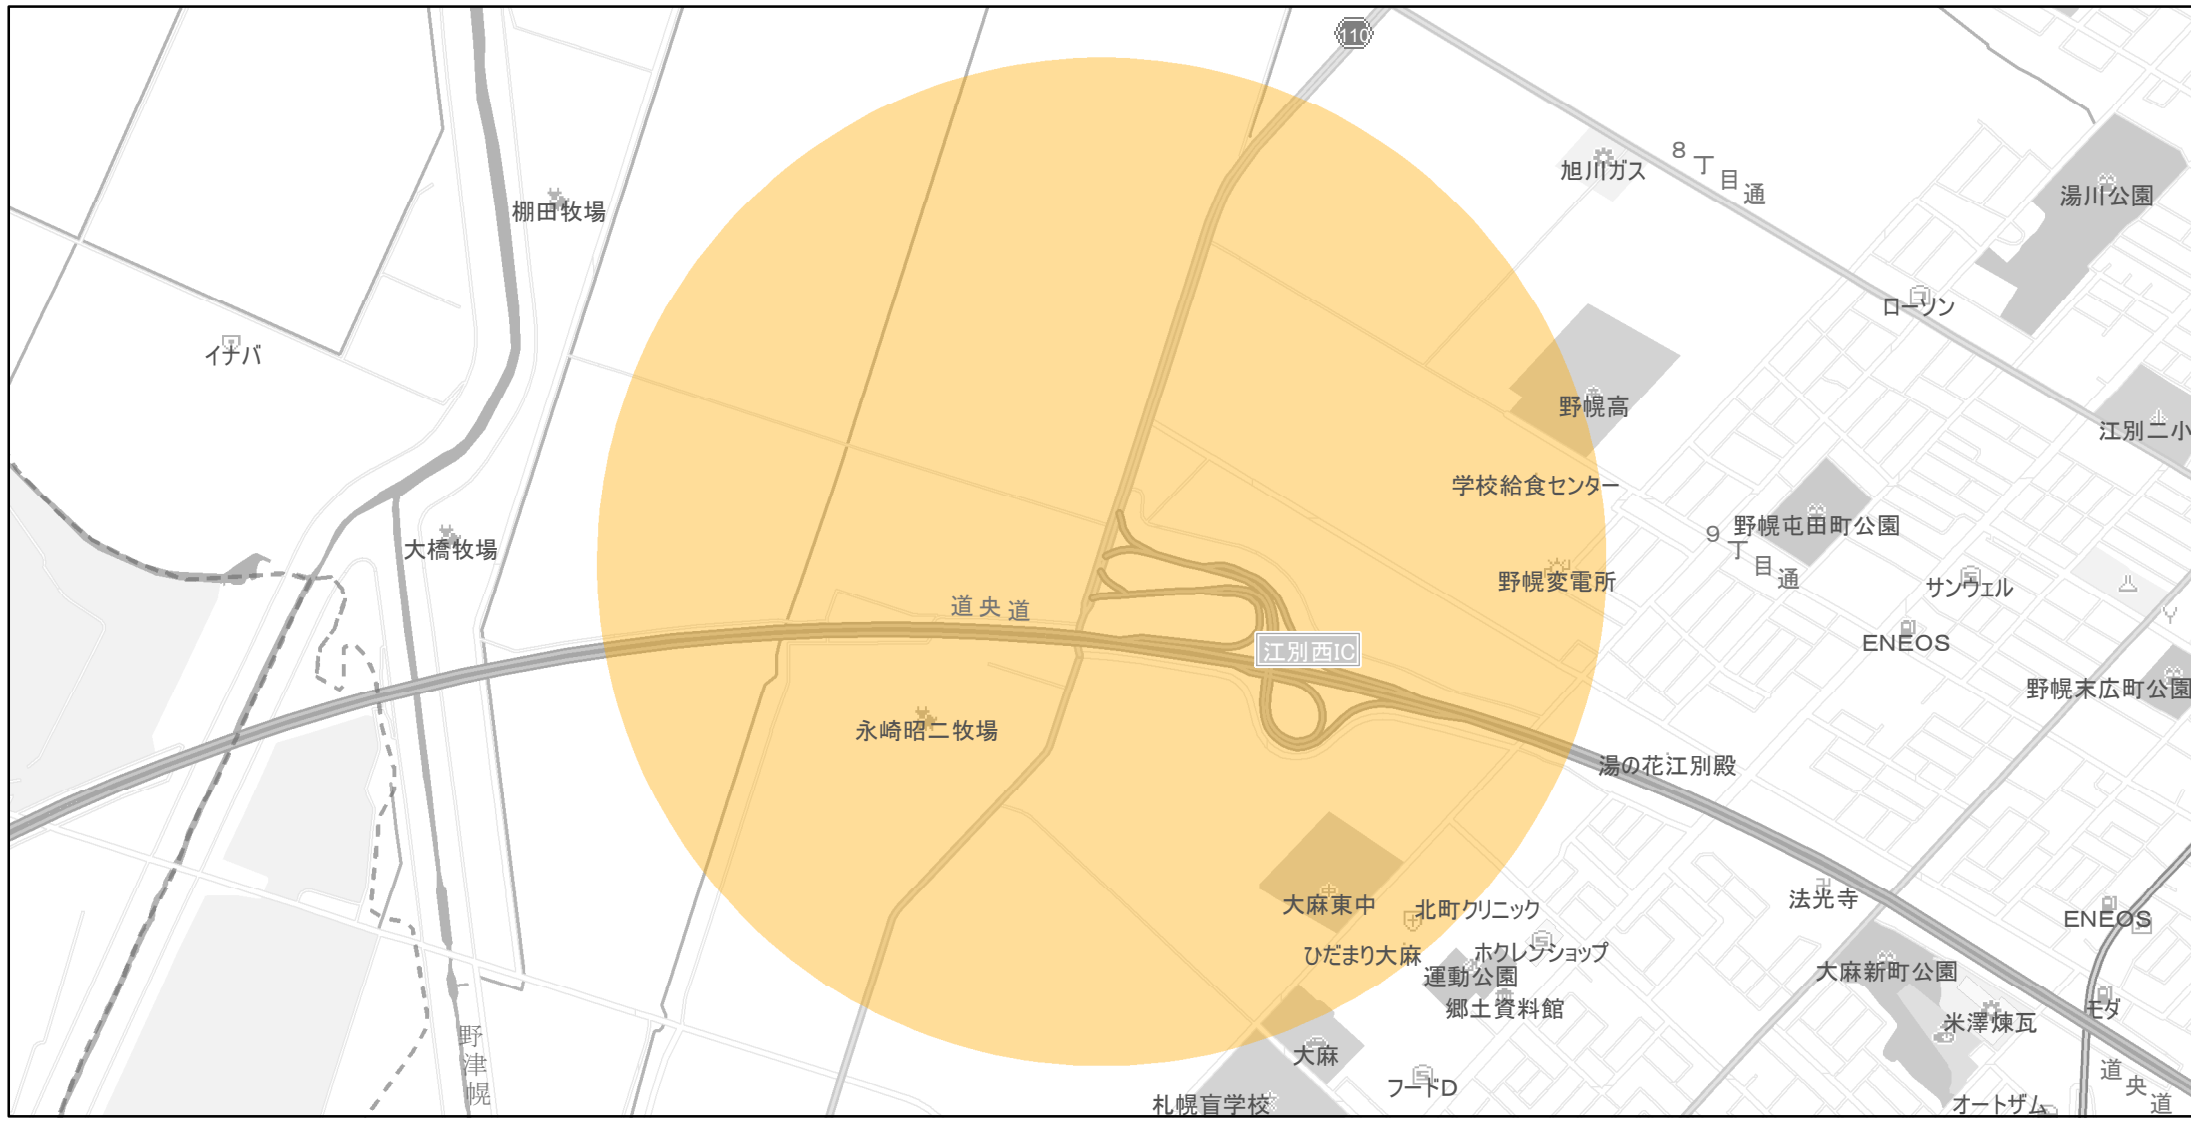 110
8丁目通
旭川ガス
湯川公園
棚田牧場
ローソン
イナバ
野幌高
江別二小
学校給食センター
野幌屯田町公園
9丁目通
大橋牧場
野幌変電所
サンウェル
道央道
ENEOS
江別西IC
野幌末広町公園
永崎昭二牧場
湯の花江別殿
法光寺
大麻東中
北町クリニック
ENEOS
ひだまり大麻
ホクレンショップ
運動公園
大麻新町公園
郷土資料館
モダ
米澤煉瓦
野津幌
大麻
フードD
道央道
札幌盲学校
オートザム